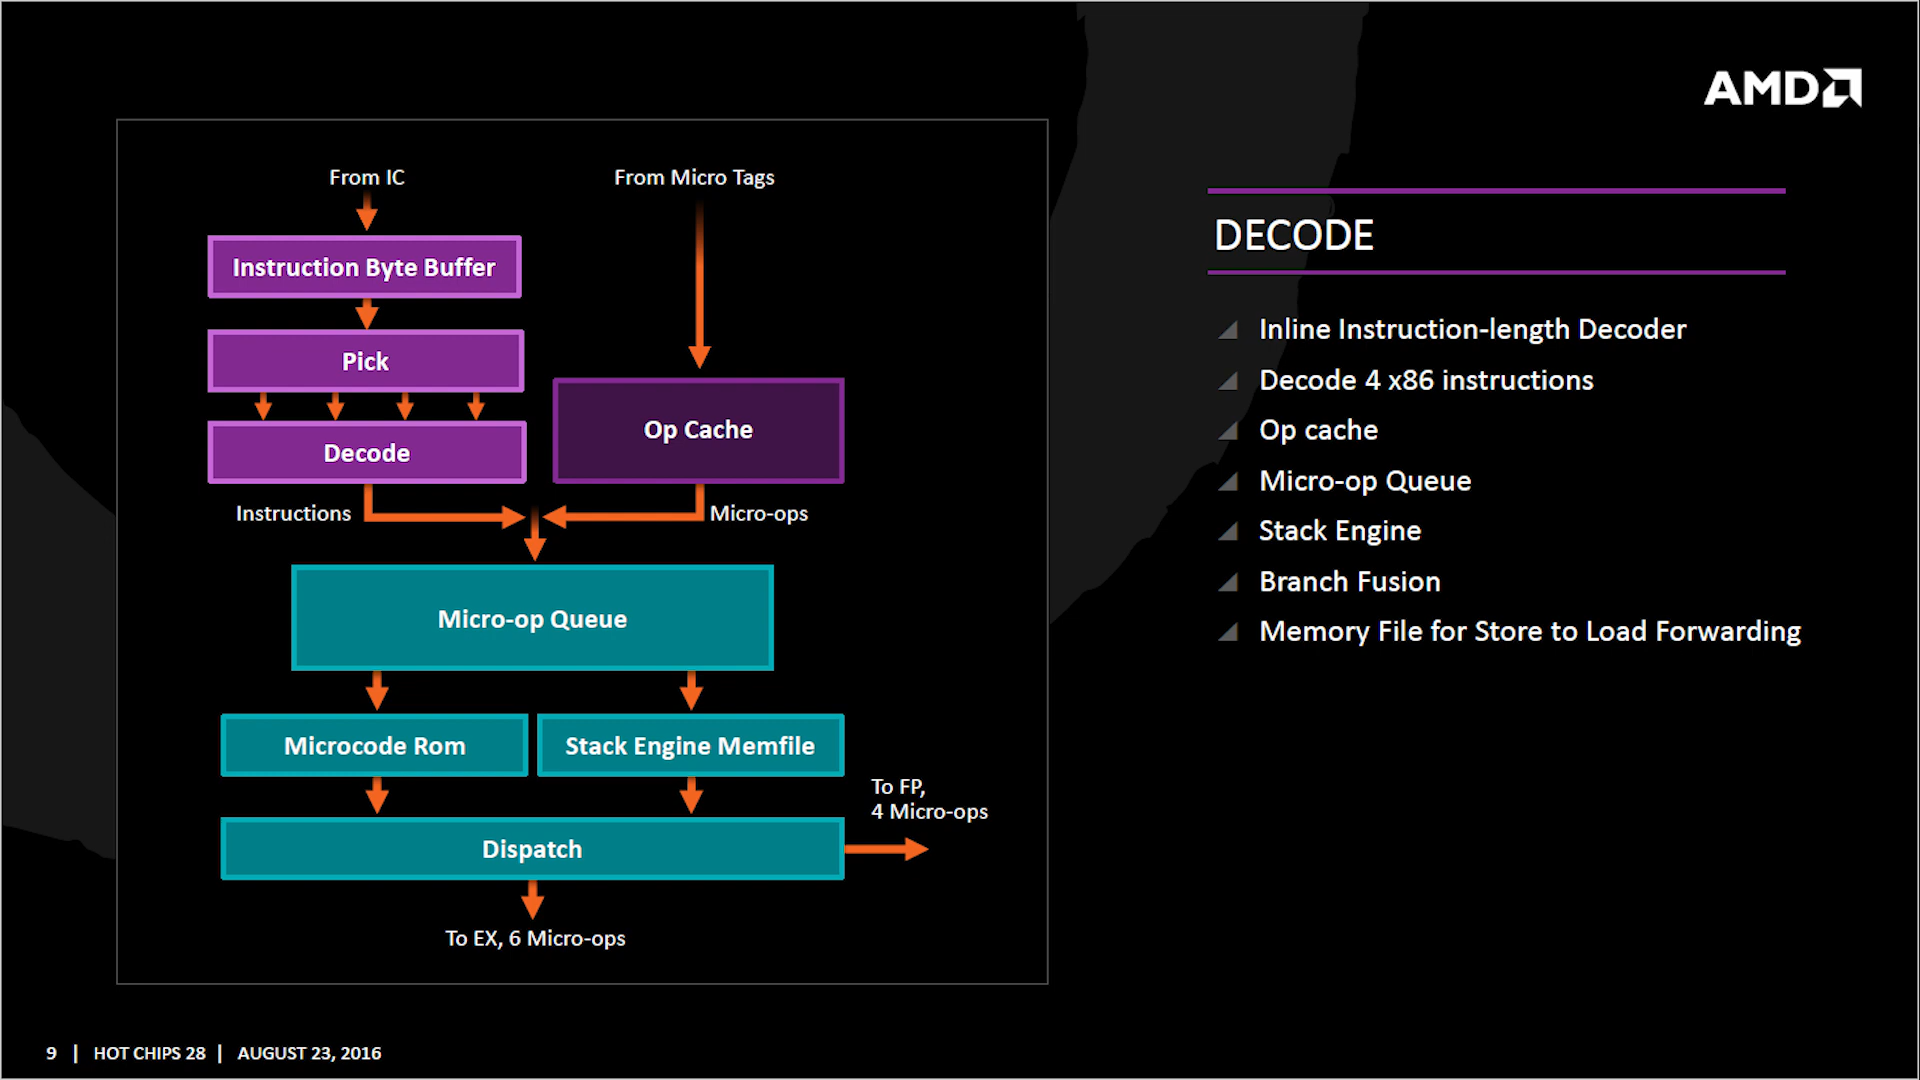 AMD
From IC
From Micro Tags
Instruction Byte Buffer
Pick
Decode
Op Cache
Instructions
Micro-ops
Micro-op Queue
Microcode Rom
Stack Engine Memfile
To FP,
4 Micro-ops
Dispatch
To EX, 6 Micro-ops
DECODE
Inline Instruction-length Decoder
Decode 4 x86 instructions
Op cache
Micro-op Queue
Stack Engine
Branch Fusion
Memory File for Store to Load Forwarding
9 | HOT CHIPS 28 | AUGUST 23, 2016